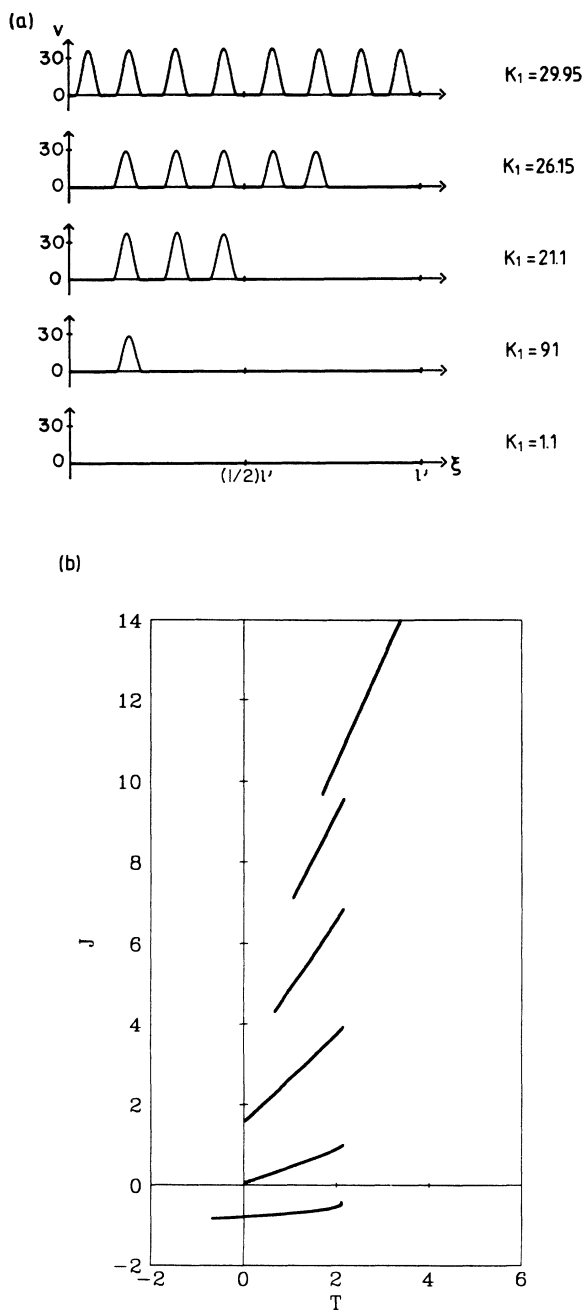 (a)
v
30
0
K₁ = 29.95
30
0
K₁ = 26.15
30
0
K₁ = 21.1
30
0
K₁ = 91
30
0
K₁ = 1.1
(1/2)l' l' ξ
(b)
14
12
10
8
6
4
2
0
-2
J
-2 0 2 4 6
T